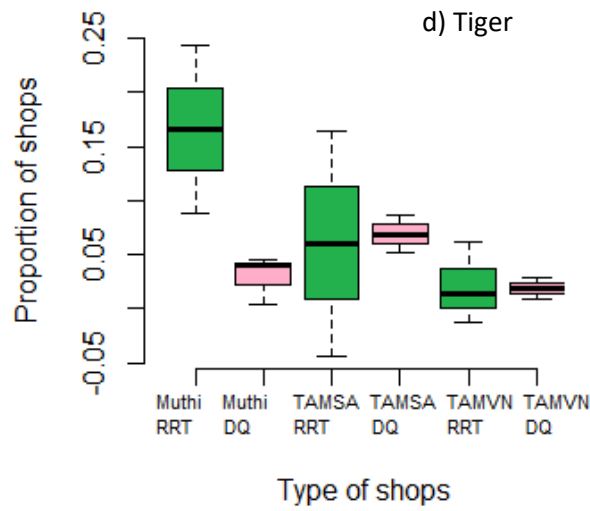 d) Tiger
0.25
0.15
0.05
-0.05
Proportion of shops
Muthi Muthi TAMSA TAMSA TAMVN TAMVN
RRT DQ RRT DQ RRT DQ
Type of shops